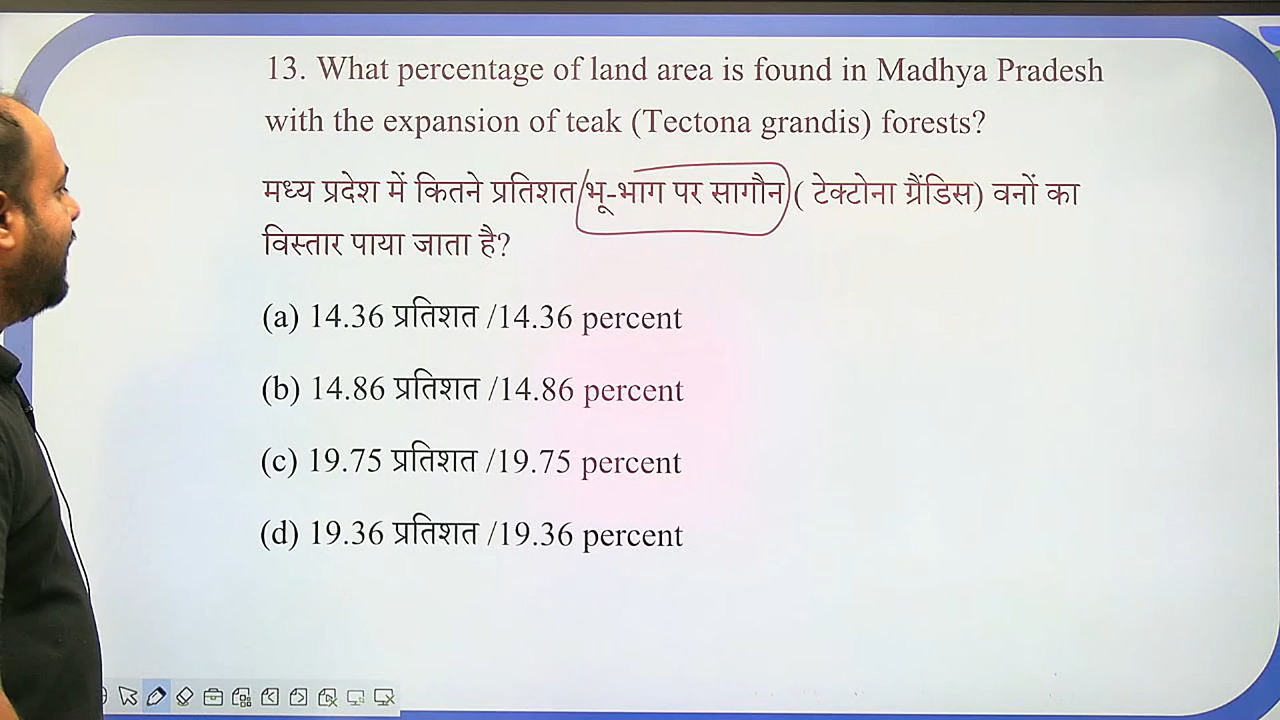 13. What percentage of land area is found in Madhya Pradesh
with the expansion of teak (Tectona grandis) forests?
मध्य प्रदेश में कितने प्रतिशत भू-भाग पर सागौन ( टेक्टोना ग्रैंडिस) वनों का
विस्तार पाया जाता है?
(a) 14.36 प्रतिशत /14.36 percent
(b) 14.86 प्रतिशत /14.86 percent
(c) 19.75 प्रतिशत /19.75 percent
(d) 19.36 प्रतिशत /19.36 percent